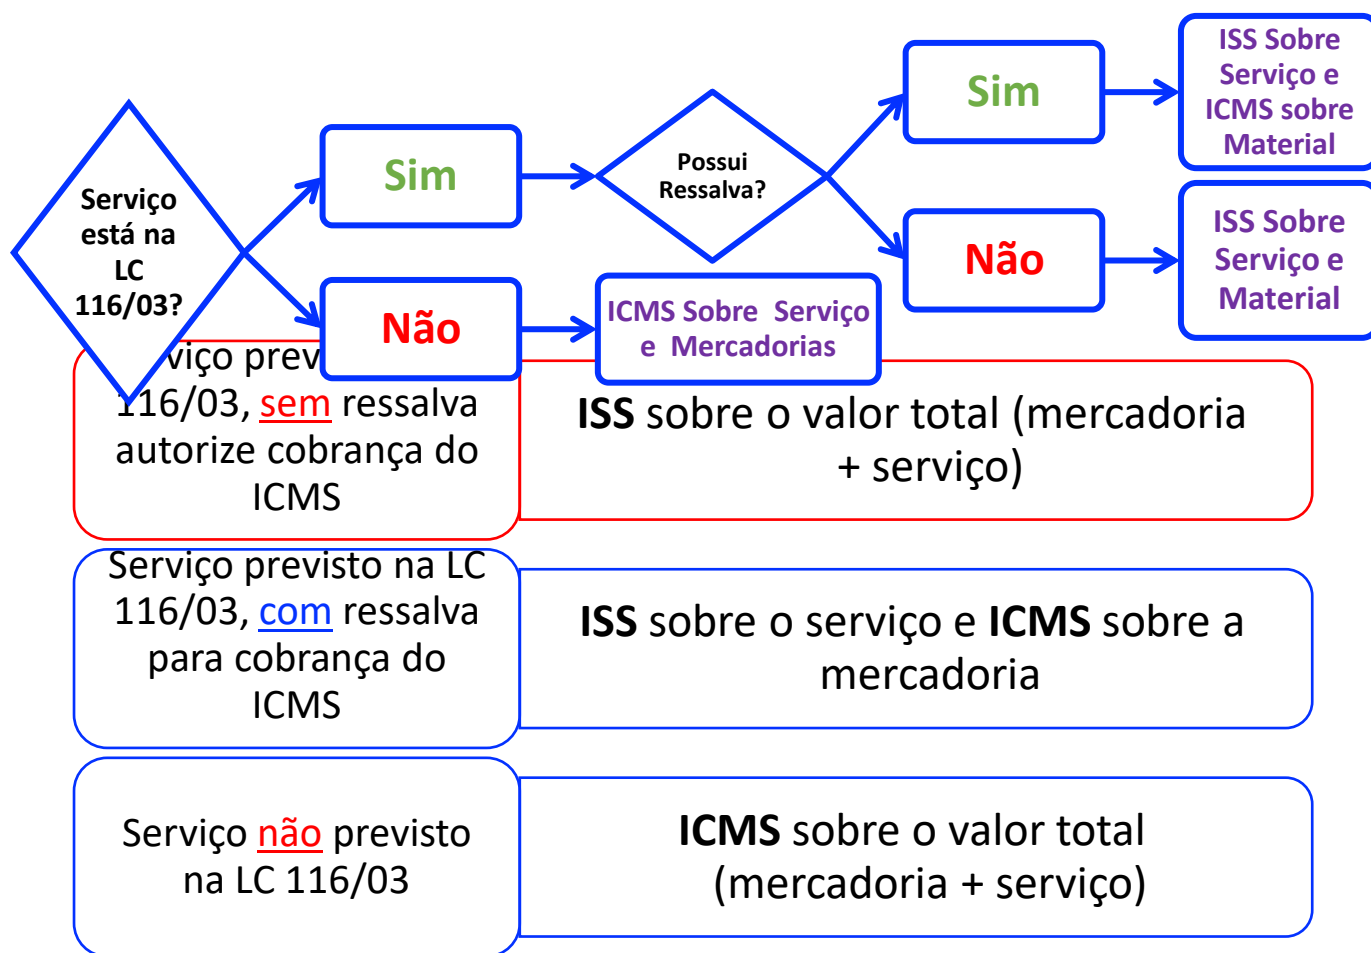 Serviço
está na
LC
116/03?
Sim
Não
Possui
Ressalva?
Sim
Não
ISS Sobre
Serviço e
ICMS sobre
Material
ISS Sobre
Serviço e
Material
ICMS Sobre Serviço
e Mercadorias
116/03, sem ressalva
autorize cobrança do
ICMS
ISS sobre o valor total (mercadoria
+ serviço)
Serviço previsto na LC
116/03, com ressalva
para cobrança do
ICMS
ISS sobre o serviço e ICMS sobre a
mercadoria
Serviço não previsto
na LC 116/03
ICMS sobre o valor total
(mercadoria + serviço)